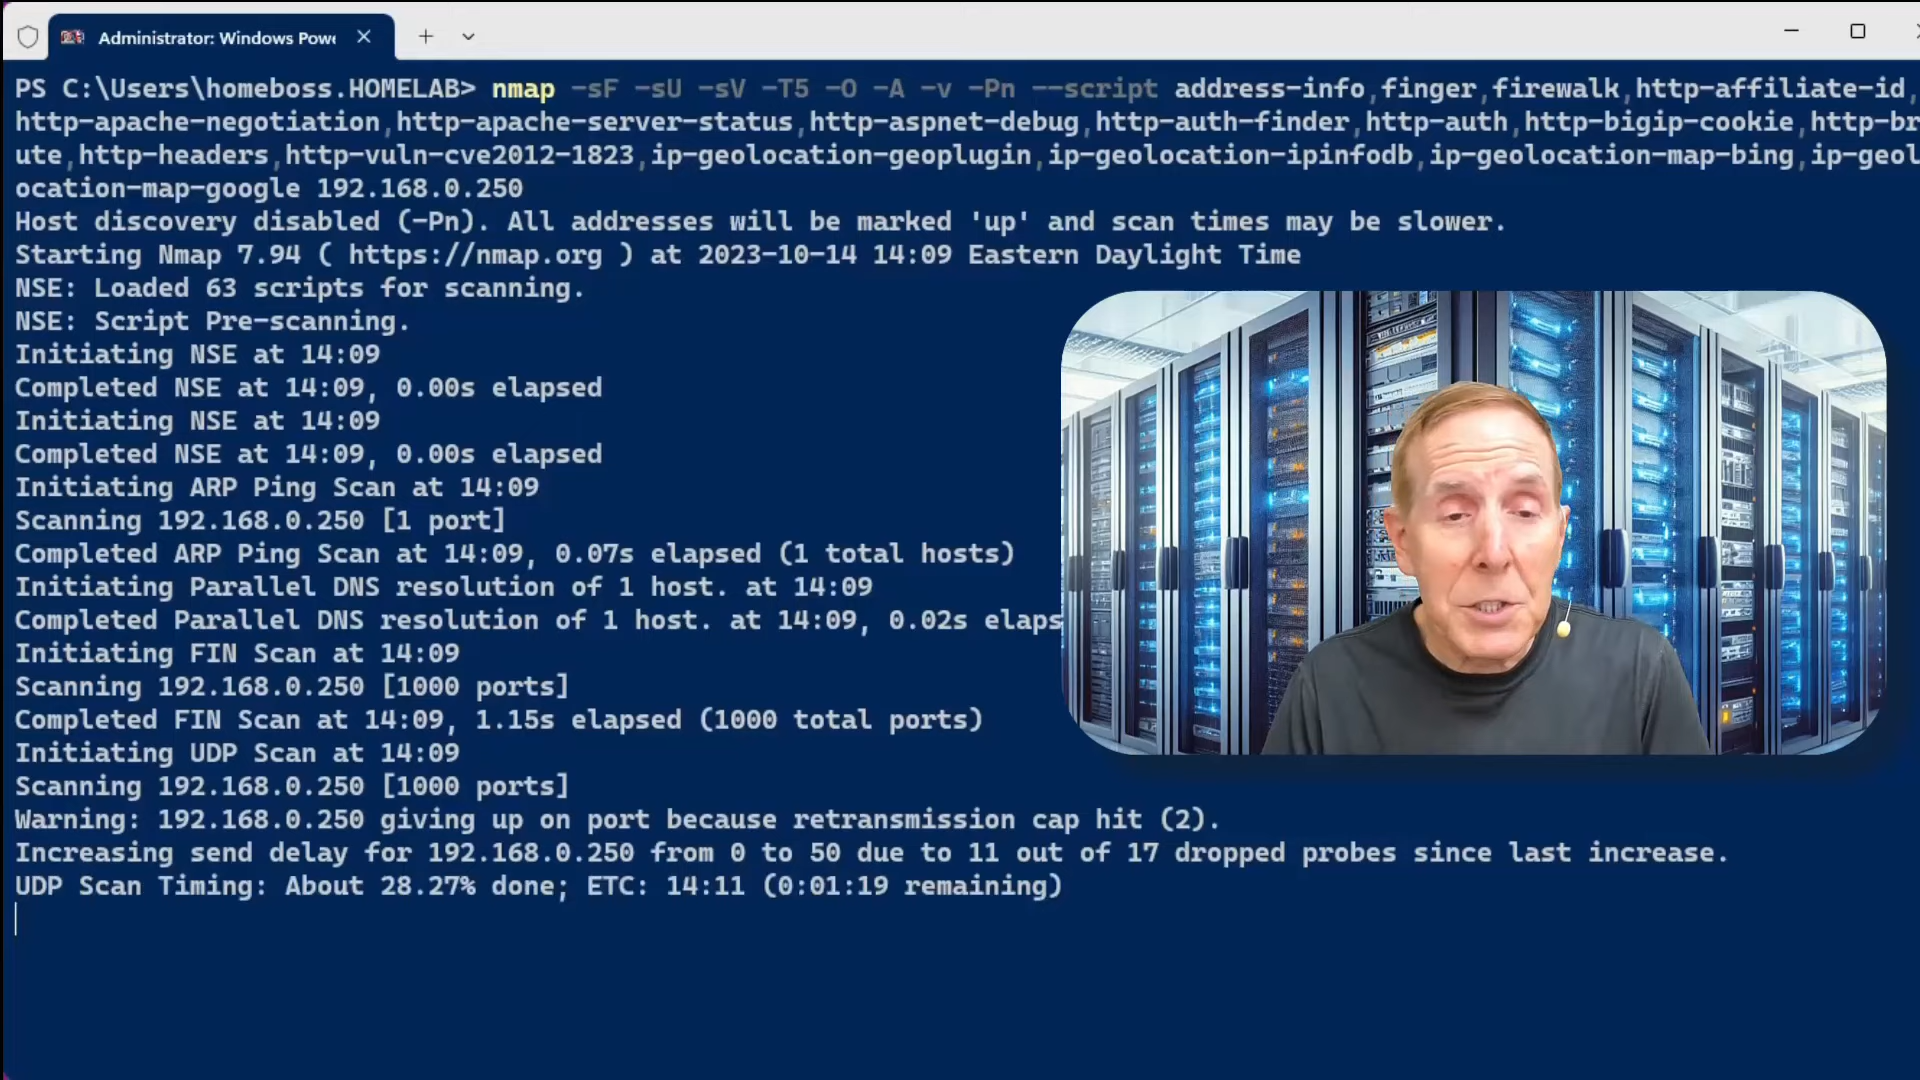 Administrator: Windows Powe
PS C:\Users\homeboss.HOMELAB> nmap -sF -sU -sV -T5 -O -A -v -Pn --script address-info,finger,firewalk,http-affiliate-id,
http-apache-negotiation,http-apache-server-status,http-aspnet-debug,http-auth-finder,http-auth,http-bigip-cookie,http-br
ute,http-headers,http-vuln-cve2012-1823,ip-geolocation-geoplugin,ip-geolocation-ipinfodb,ip-geolocation-map-bing,ip-geol
ocation-map-google 192.168.0.250
Host discovery disabled (-Pn). All addresses will be marked 'up' and scan times may be slower.
Starting Nmap 7.94 ( https://nmap.org ) at 2023-10-14 14:09 Eastern Daylight Time
NSE: Loaded 63 scripts for scanning.
NSE: Script Pre-scanning.
Initiating NSE at 14:09
Completed NSE at 14:09, 0.00s elapsed
Initiating NSE at 14:09
Completed NSE at 14:09, 0.00s elapsed
Initiating ARP Ping Scan at 14:09
Scanning 192.168.0.250 [1 port]
Completed ARP Ping Scan at 14:09, 0.07s elapsed (1 total hosts)
Initiating Parallel DNS resolution of 1 host. at 14:09
Completed Parallel DNS resolution of 1 host. at 14:09, 0.02s elaps
Initiating FIN Scan at 14:09
Scanning 192.168.0.250 [1000 ports]
Completed FIN Scan at 14:09, 1.15s elapsed (1000 total ports)
Initiating UDP Scan at 14:09
Scanning 192.168.0.250 [1000 ports]
Warning: 192.168.0.250 giving up on port because retransmission cap hit (2).
Increasing send delay for 192.168.0.250 from 0 to 50 due to 11 out of 17 dropped probes since last increase.
UDP Scan Timing: About 28.27% done; ETC: 14:11 (0:01:19 remaining)